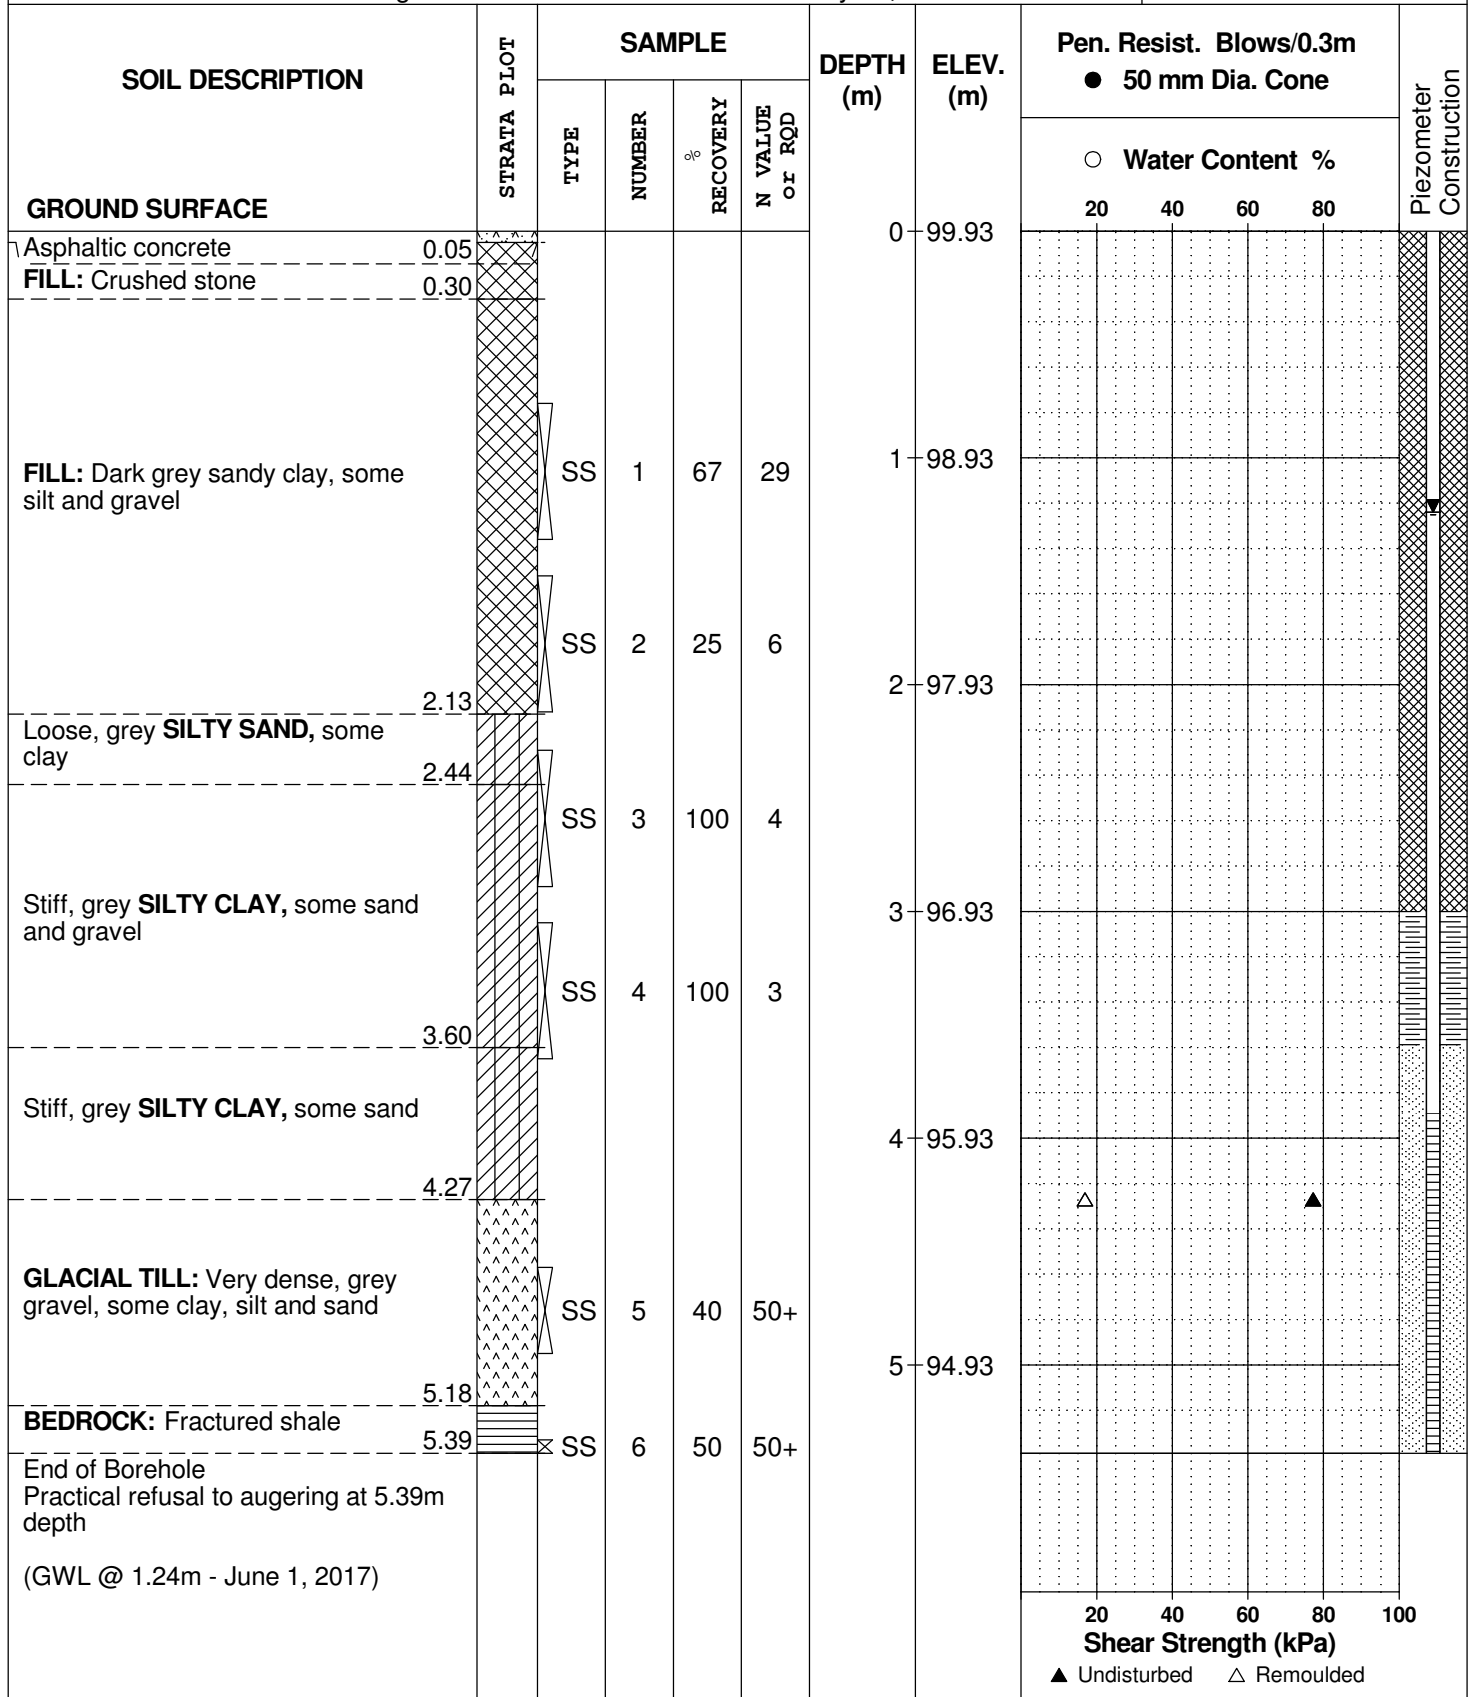 SOIL DESCRIPTION
GROUND SURFACE
STRATA PLOT
SAMPLE
TYPE
NUMBER
% RECOVERY
N VALUE or RQD
DEPTH (m)
ELEV. (m)
Pen. Resist. Blows/0.3m
● 50 mm Dia. Cone
○ Water Content %
20 40 60 80
Piezometer Construction
0 99.93
Asphaltic concrete 0.05
FILL: Crushed stone 0.30
FILL: Dark grey sandy clay, some
silt and gravel
SS 1 67 29
1 98.93
SS 2 25 6
2 97.93
2.13
Loose, grey SILTY SAND, some
clay
2.44
SS 3 100 4
Stiff, grey SILTY CLAY, some sand
and gravel
3 96.93
SS 4 100 3
3.60
Stiff, grey SILTY CLAY, some sand
4 95.93
4.27
GLACIAL TILL: Very dense, grey
gravel, some clay, silt and sand
SS 5 40 50+
5 94.93
5.18
BEDROCK: Fractured shale
5.39
SS 6 50 50+
End of Borehole
Practical refusal to augering at 5.39m
depth
(GWL @ 1.24m - June 1, 2017)
20 40 60 80 100
Shear Strength (kPa)
▲ Undisturbed △ Remoulded